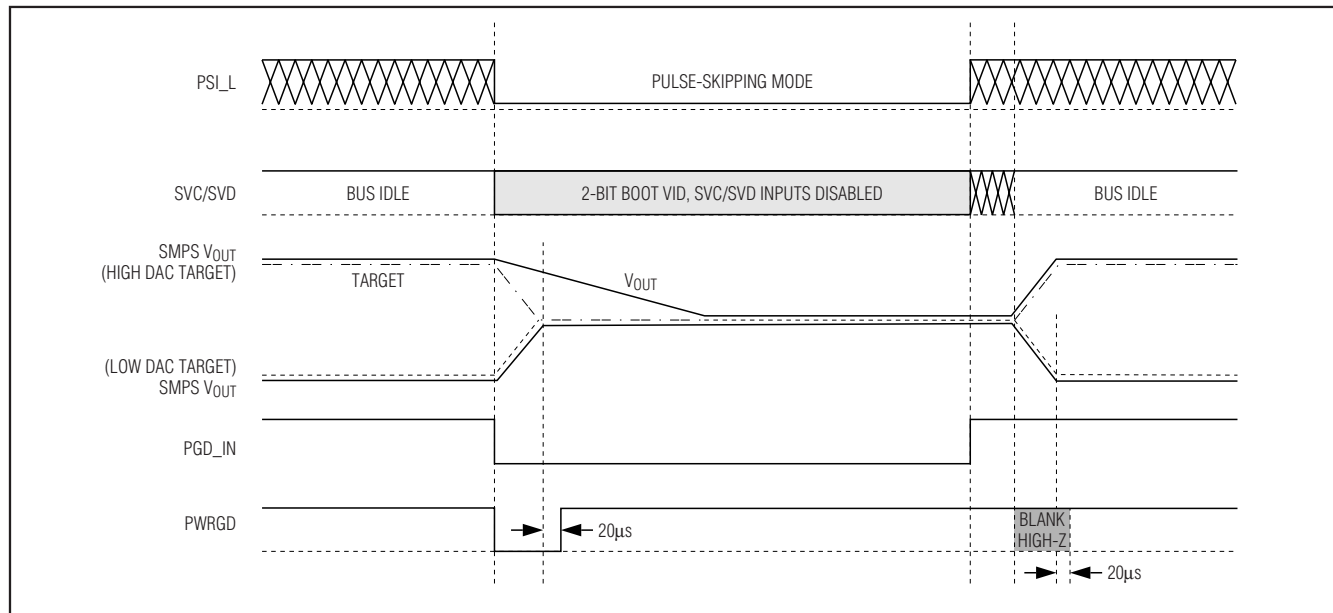 PSI_L
PULSE-SKIPPING MODE
SVC/SVD
BUS IDLE
2-BIT BOOT VID, SVC/SVD INPUTS DISABLED
BUS IDLE
SMPS VOUT
(HIGH DAC TARGET)
TARGET
VOUT
(LOW DAC TARGET)
SMPS VOUT
PGD_IN
PWRGD
20μs
BLANK
HIGH-Z
20μs